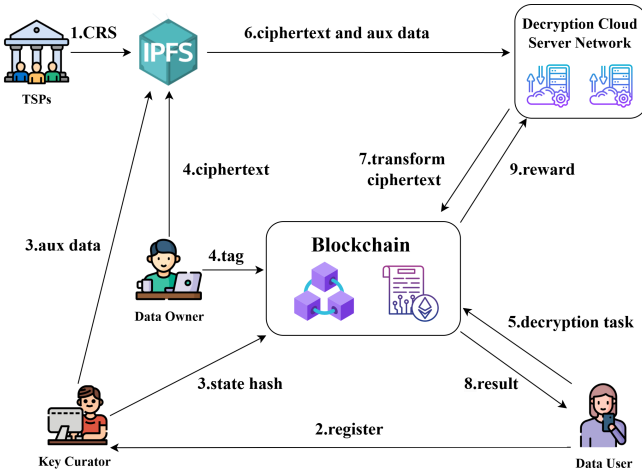 1.CRS
IPFS
6.ciphertext and aux data
Decryption Cloud
Server Network
TSPs
7.transform
ciphertext
9.reward
4.ciphertext
3.aux data
Blockchain
4.tag
Data Owner
5.decryption task
3.state hash
8.result
2.register
Key Curator
Data User